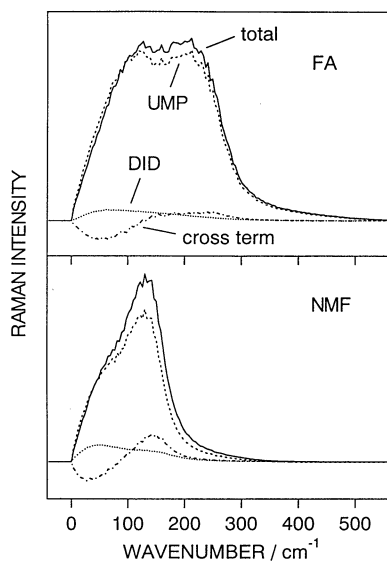 total
FA
UMP
DID
cross term
RAMAN INTENSITY
NMF
0 100 200 300 400 500
WAVENUMBER / cm⁻¹